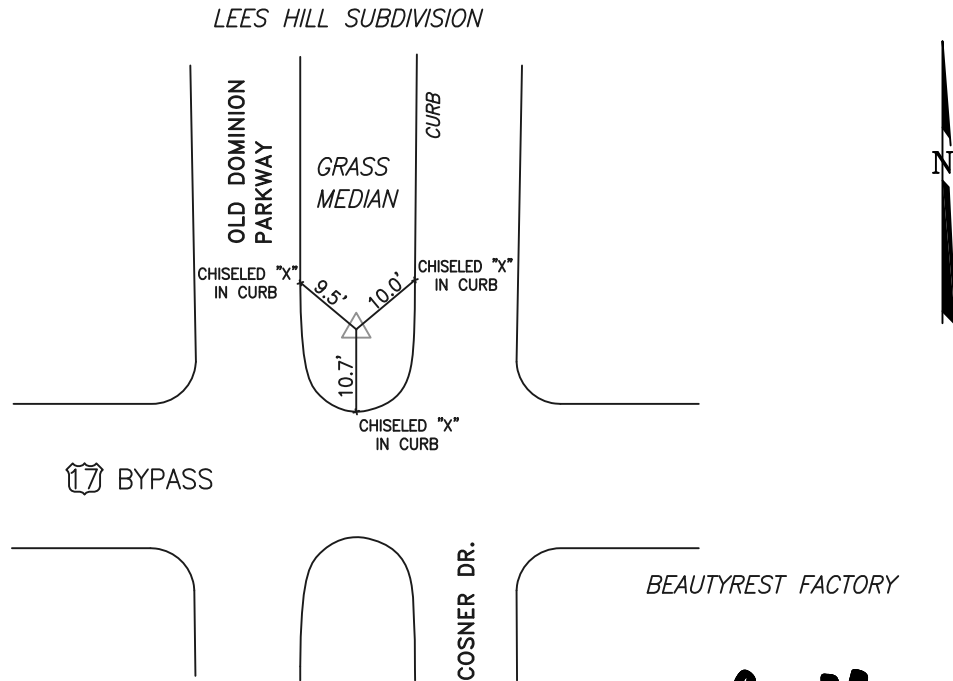 LEES HILL SUBDIVISION
OLD DOMINION
PARKWAY
CURB
GRASS
MEDIAN
N
CHISELED "X"
IN CURB
9.5'
10.0'
CHISELED "X"
IN CURB
10.7'
CHISELED "X"
IN CURB
17 BYPASS
COSNER DR.
BEAUTYREST FACTORY